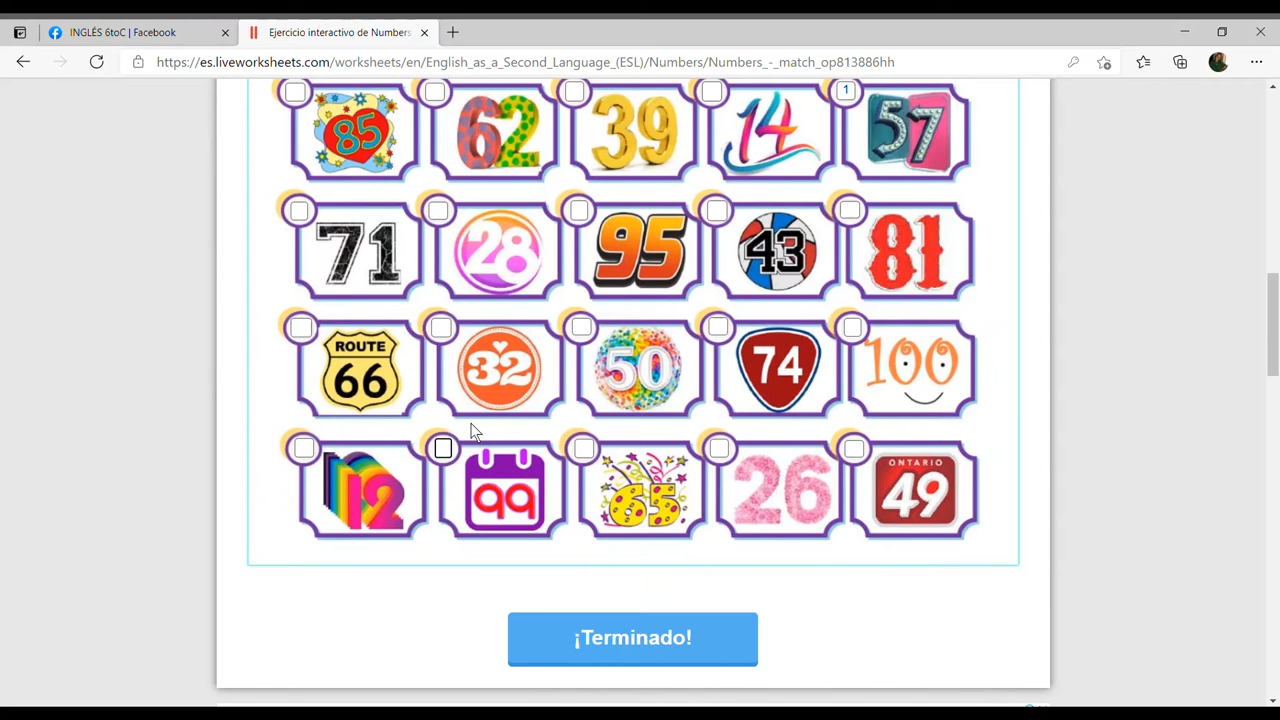 INGLÉS 6toC | Facebook
Ejercicio interactivo de Numbers
https://es.liveworksheets.com/worksheets/en/English_as_a_Second_Language_(ESL)/Numbers/Numbers_-_match_op813886hh
1
85 62 39 14 57
71 28 95 43 81
ROUTE
66 32 50 74 100
ONTARIO
12 99 65 26 49
¡Terminado!